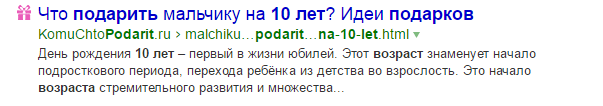 Что подарить мальчику на 10 лет? Идеи подарков
KomuChtoPodarit.ru › malchiku…podarit…na-10-let.html
День рождения 10 лет – первый в жизни юбилей. Этот возраст знаменует начало
подросткового периода, перехода ребёнка из детства во взрослость. Это начало
возраста стремительного развития и множества...